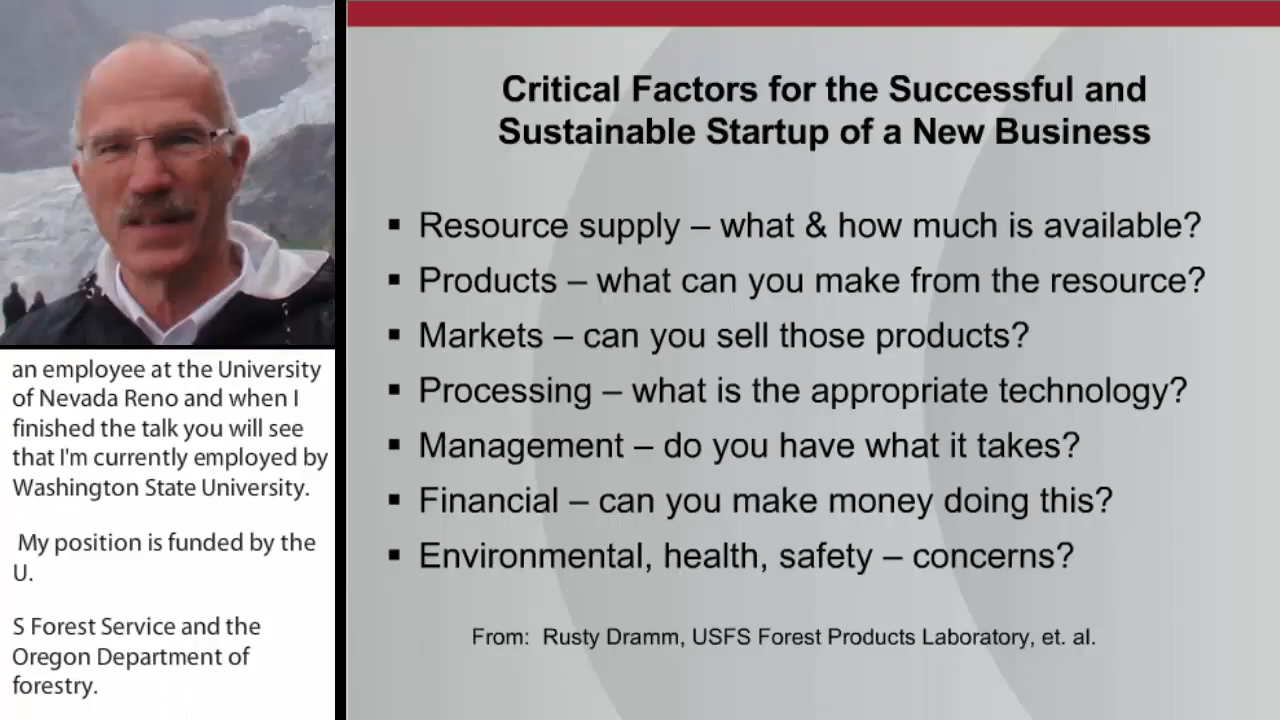 an employee at the University
of Nevada Reno and when I
finished the talk you will see
that I'm currently employed by
Washington State University.
My position is funded by the
U.
S Forest Service and the
Oregon Department of
forestry.
Critical Factors for the Successful and
Sustainable Startup of a New Business
▪ Resource supply – what & how much is available?
▪ Products – what can you make from the resource?
▪ Markets – can you sell those products?
▪ Processing – what is the appropriate technology?
▪ Management – do you have what it takes?
▪ Financial – can you make money doing this?
▪ Environmental, health, safety – concerns?
From: Rusty Dramm, USFS Forest Products Laboratory, et. al.